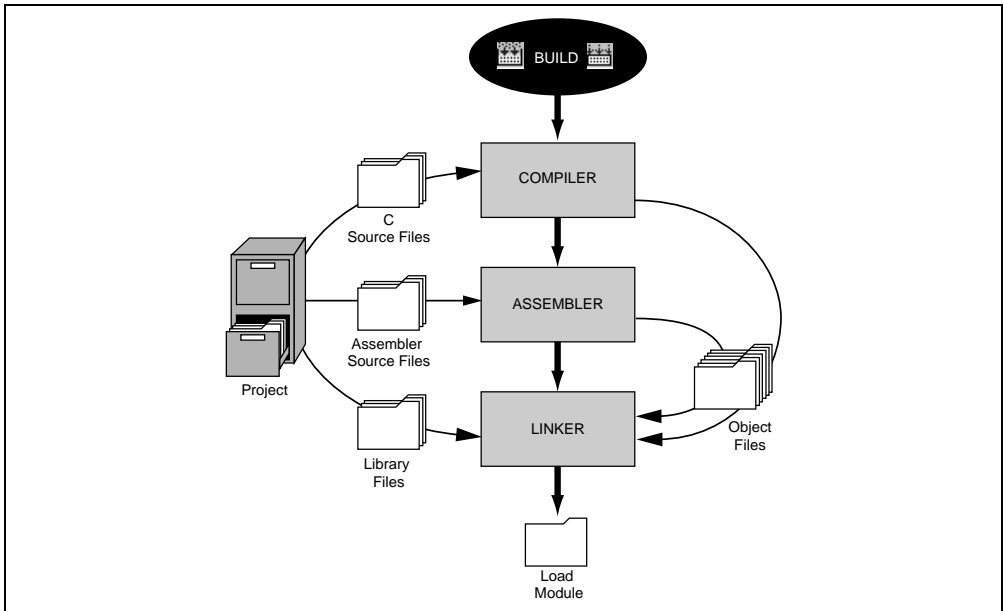 BUILD
COMPILER
C
Source Files
ASSEMBLER
Assembler
Source Files
Project
LINKER
Object
Files
Library
Files
Load
Module